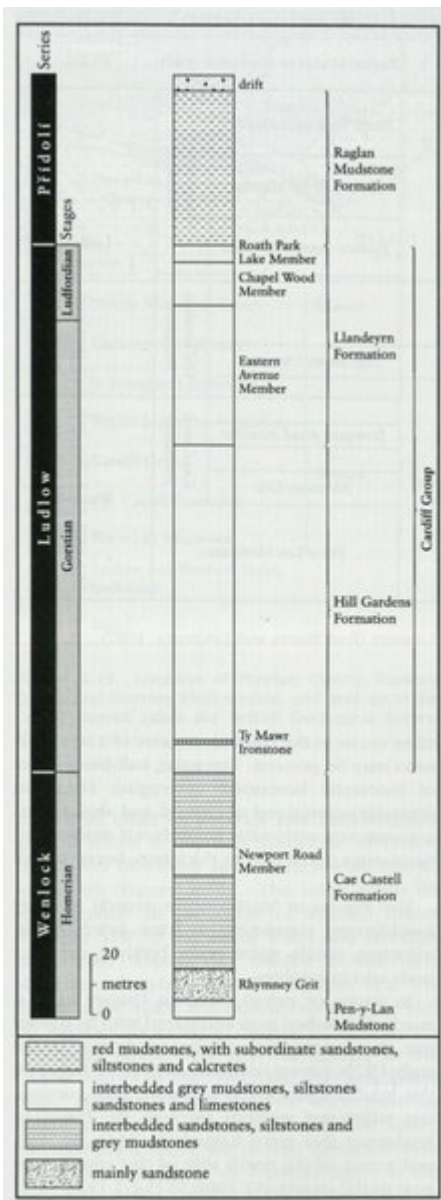 Series
Přídolí
Ludlow
Wenlock
Stages
Ludfordian
Gorstian
Homerian
drift
Roath Park
Lake Member
Chapel Wood
Member
Eastern
Avenue
Member
Ty Mawr
Ironstone
Newport Road
Member
Rhymney Grit
Raglan
Mudstone
Formation
Llandeyrn
Formation
Hill Gardens
Formation
Cae Castell
Formation
Pen-y-Lan
Mudstone
Cardiff Group
20
metres
0
red mudstones, with subordinate sandstones,
siltstones and calcretes
interbedded grey mudstones, siltstones
sandstones and limestones
interbedded sandstones, siltstones and
grey mudstones
mainly sandstone